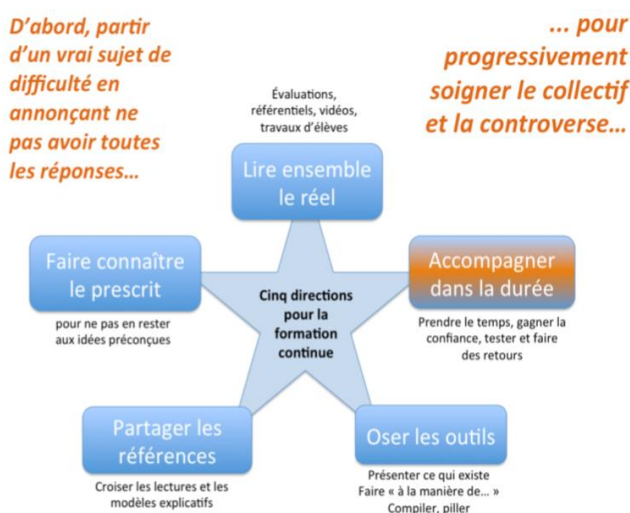 D’abord, partir
d’un vrai sujet de
difficulté en
annonçant ne
pas avoir toutes
les réponses…
... pour
progressivement
soigner le collectif
et la controverse…
Évaluations,
référentiels, vidéos,
travaux d’élèves
Lire ensemble
le réel
Faire connaître
le prescrit
pour ne pas en rester
aux idées préconçues
Cinq directions
pour la
formation
continue
Accompagner
dans la durée
Prendre le temps, gagner la
confiance, tester et faire
des retours
Partager les
références
Croiser les lectures et les
modèles explicatifs
Oser les outils
Présenter ce qui existe
Faire « à la manière de... »
Compiler, piller